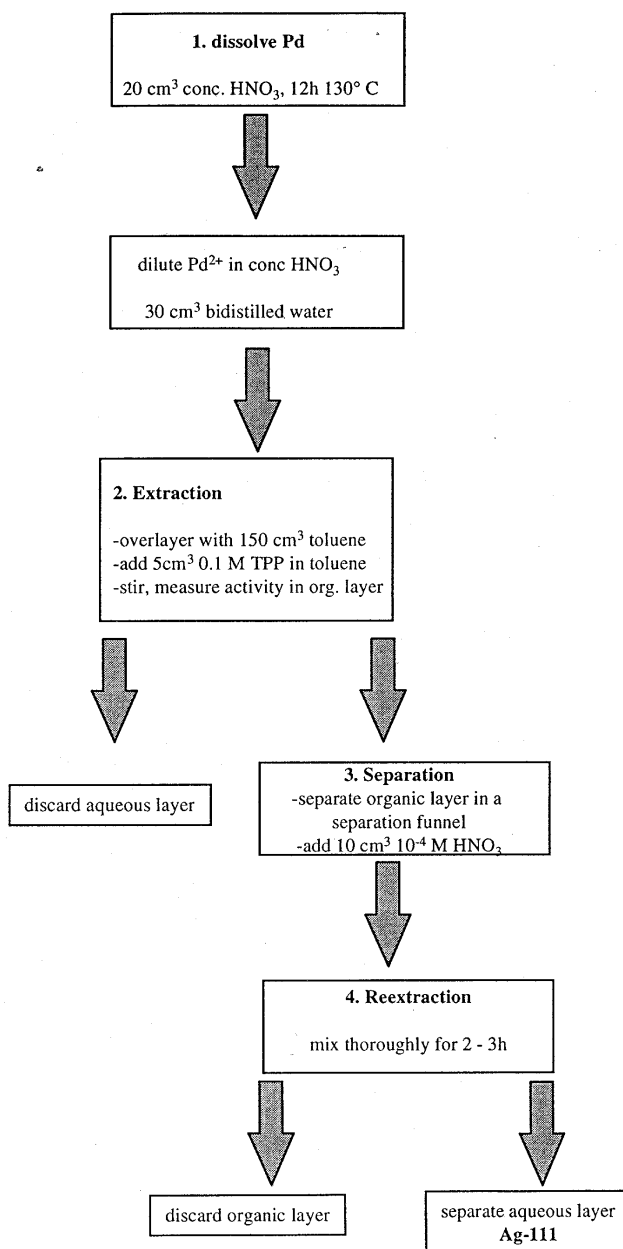 1. dissolve Pd
20 cm³ conc. HNO₃, 12h 130° C
dilute Pd²⁺ in conc HNO₃
30 cm³ bidistilled water
2. Extraction
-overlayer with 150 cm³ toluene
-add 5cm³ 0.1 M TPP in toluene
-stir, measure activity in org. layer
discard aqueous layer
3. Separation
-separate organic layer in a
separation funnel
-add 10 cm³ 10⁻⁴ M HNO₃
4. Reextraction
mix thoroughly for 2 - 3h
discard organic layer
separate aqueous layer
Ag-111